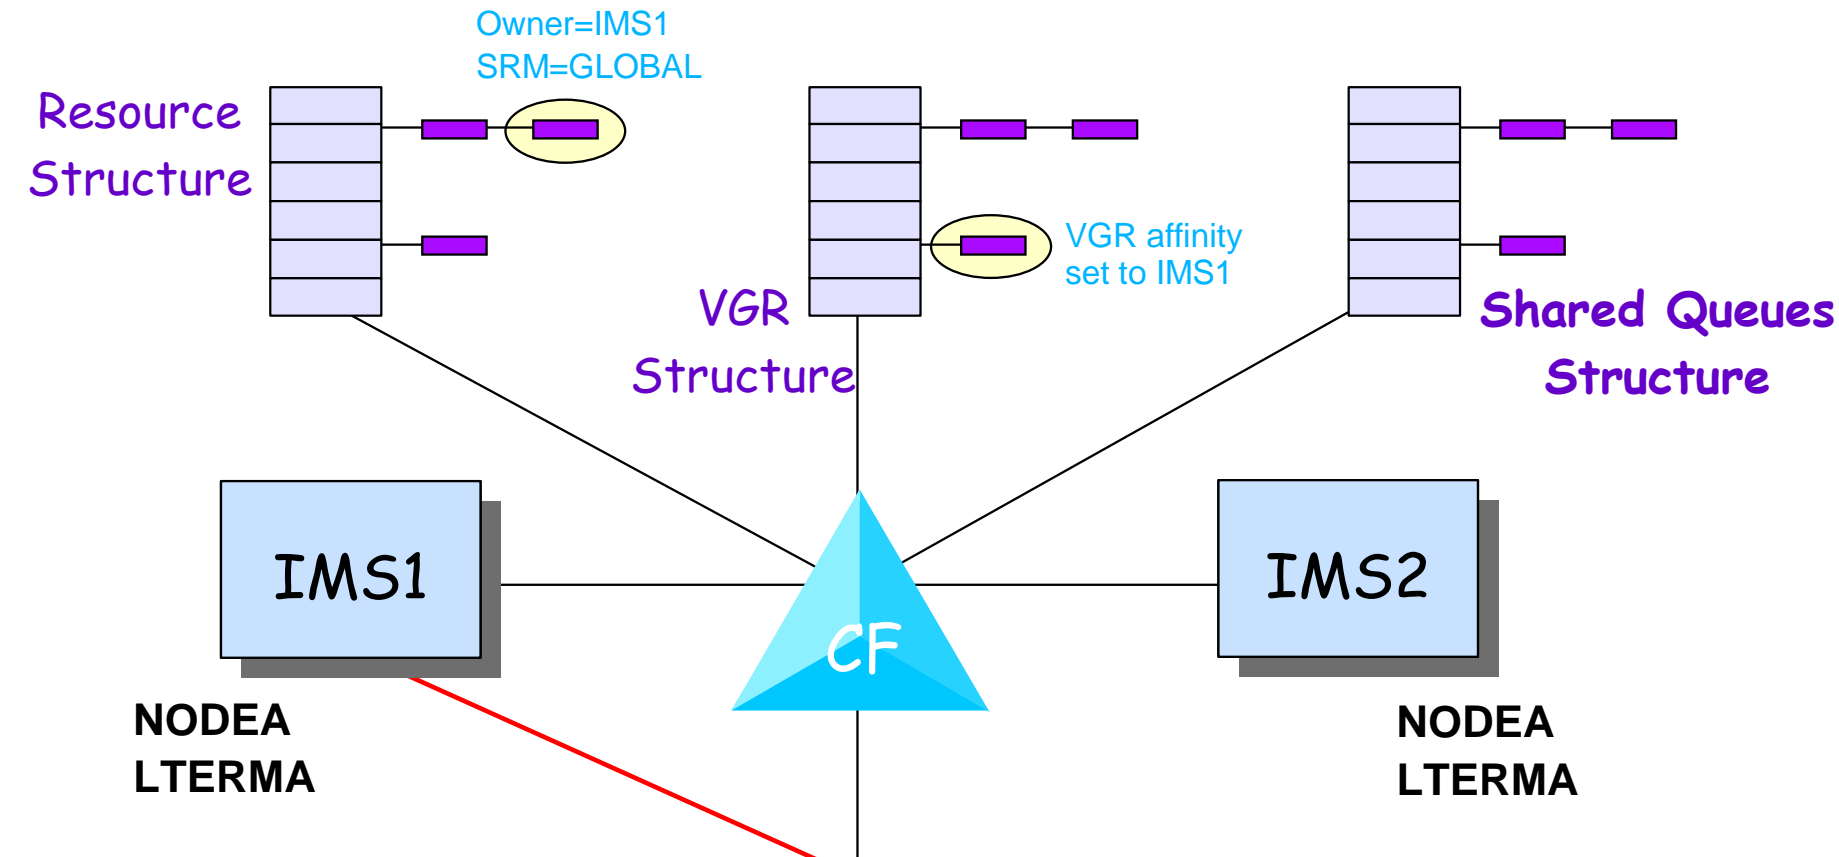 Owner=IMS1
SRM=GLOBAL
Resource
Structure
VGR affinity
set to IMS1
VGR
Structure
Shared Queues
Structure
IMS1
CF
IMS2
NODEA
LTERMA
NODEA
LTERMA